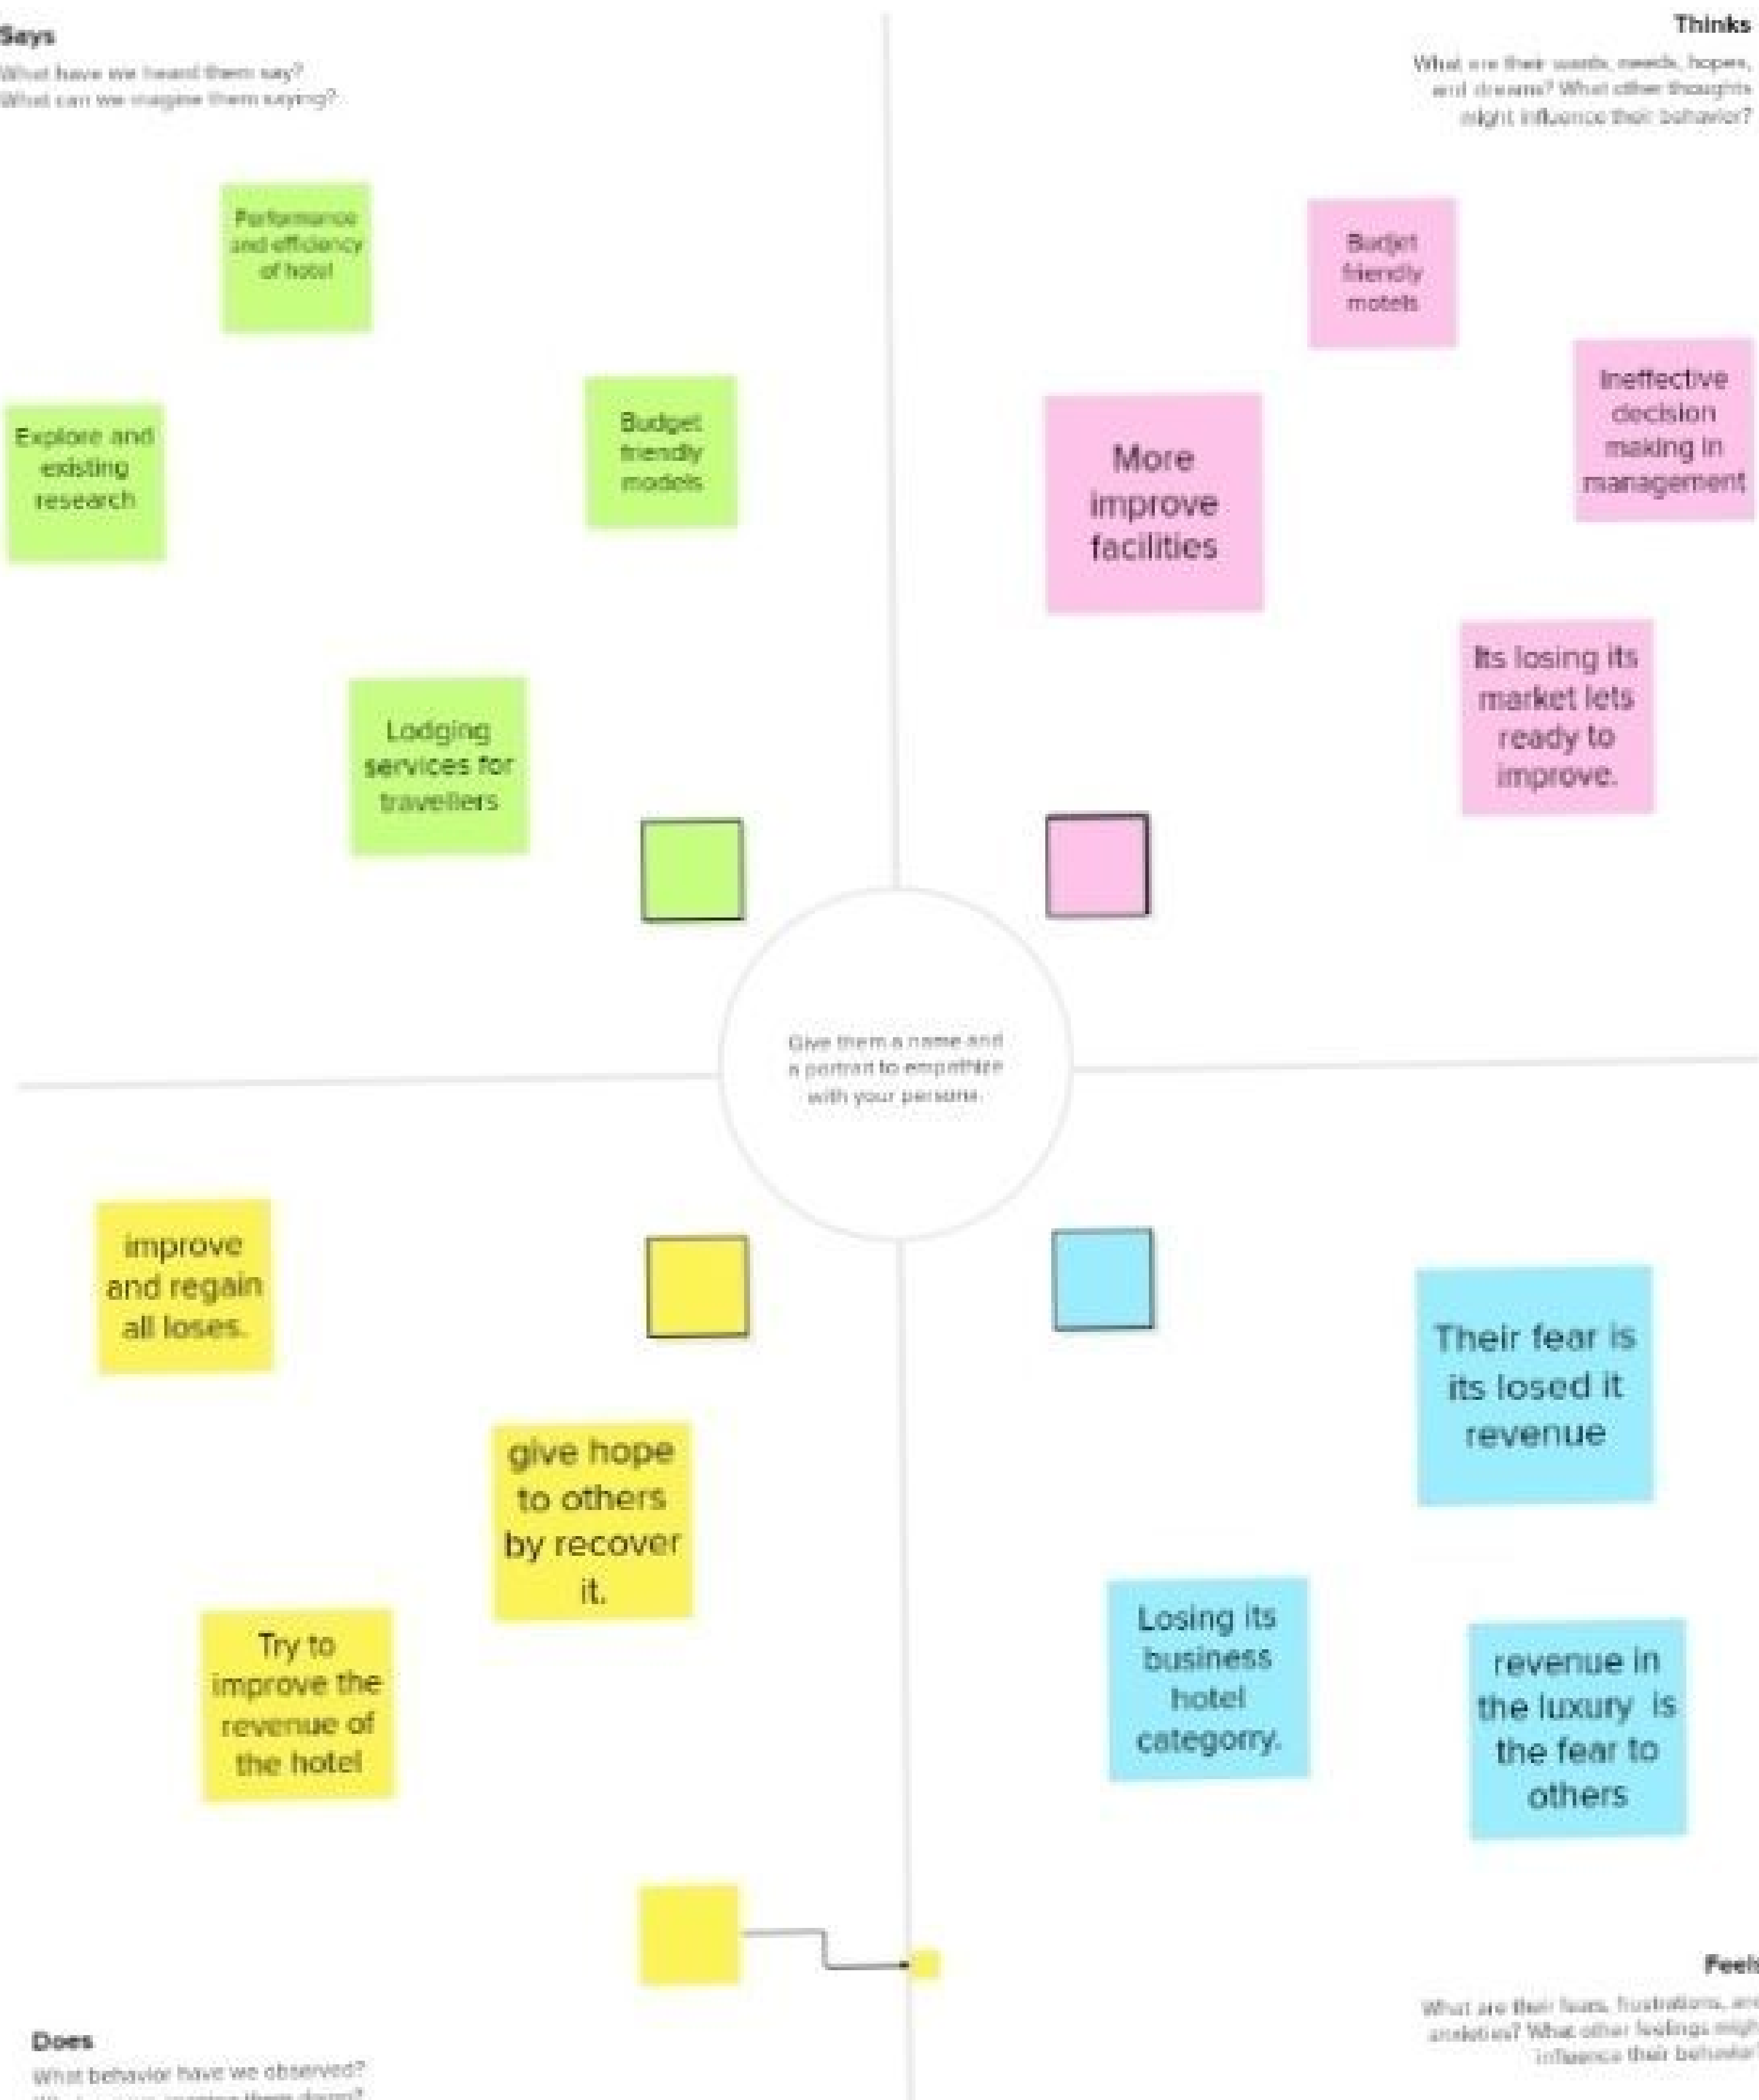 Says
What have we heard them say?
What can we imagine them saying?
Performance
and efficiency
of hotel
Explore and
existing
research
Budget
friendly
models
Lodging
services for
travellers
Thinks
What are their wants, needs, hopes,
and dreams? What other thoughts
might influence their behavior?
Budjet
friendly
motels
More
improve
facilities
Ineffective
decision
making in
management
Its losing its
market lets
ready to
improve.
Give them a name and
a portrait to empathize
with your persona.
improve
and regain
all loses.
give hope
to others
by recover
it.
Try to
improve the
revenue of
the hotel
Does
What behavior have we observed?
them doing?
Their fear is
its losed it
revenue
Losing its
business
hotel
categorry.
revenue in
the luxury is
the fear to
others
Feels
What are their fears, frustrations, and
anxieties? What other feelings might
influence their behavior?